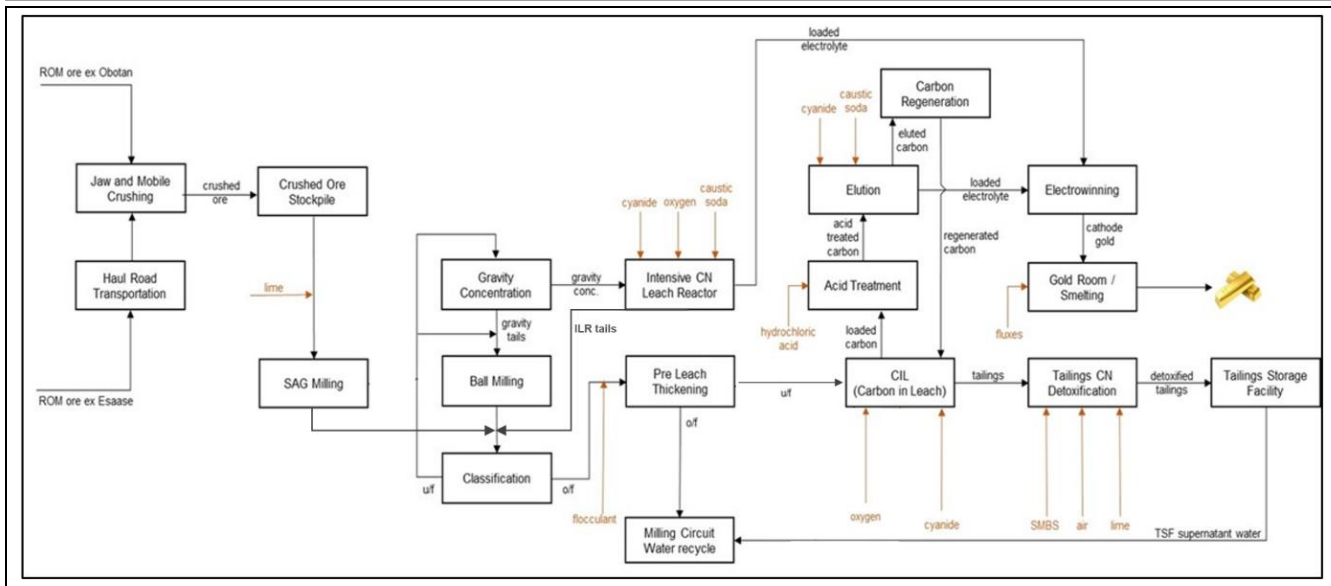 ROM ore ex Obotan
Jaw and Mobile
Crushing
crushed
ore
Crushed Ore
Stockpile
Haul Road
Transportation
ROM ore ex Esaase
lime
SAG Milling
Gravity
Concentration
gravity
conc.
gravity
tails
Ball Milling
Classification
u/f
o/f
cyanide
oxygen
caustic
soda
Intensive CN
Leach Reactor
ILR tails
loaded
electrolyte
flocculant
Pre Leach
Thickening
u/f
o/f
Milling Circuit
Water recycle
cyanide
caustic
soda
Carbon
Regeneration
eluted
carbon
Elution
loaded
electrolyte
Electrowinning
acid
treated
carbon
regenerated
carbon
cathode
gold
hydrochloric
acid
Acid Treatment
loaded
carbon
fluxes
Gold Room /
Smelting
CIL
(Carbon in Leach)
tailings
Tailings CN
Detoxification
detoxified
tailings
Tailings Storage
Facility
oxygen
cyanide
SMBS
air
lime
TSF supernatant water